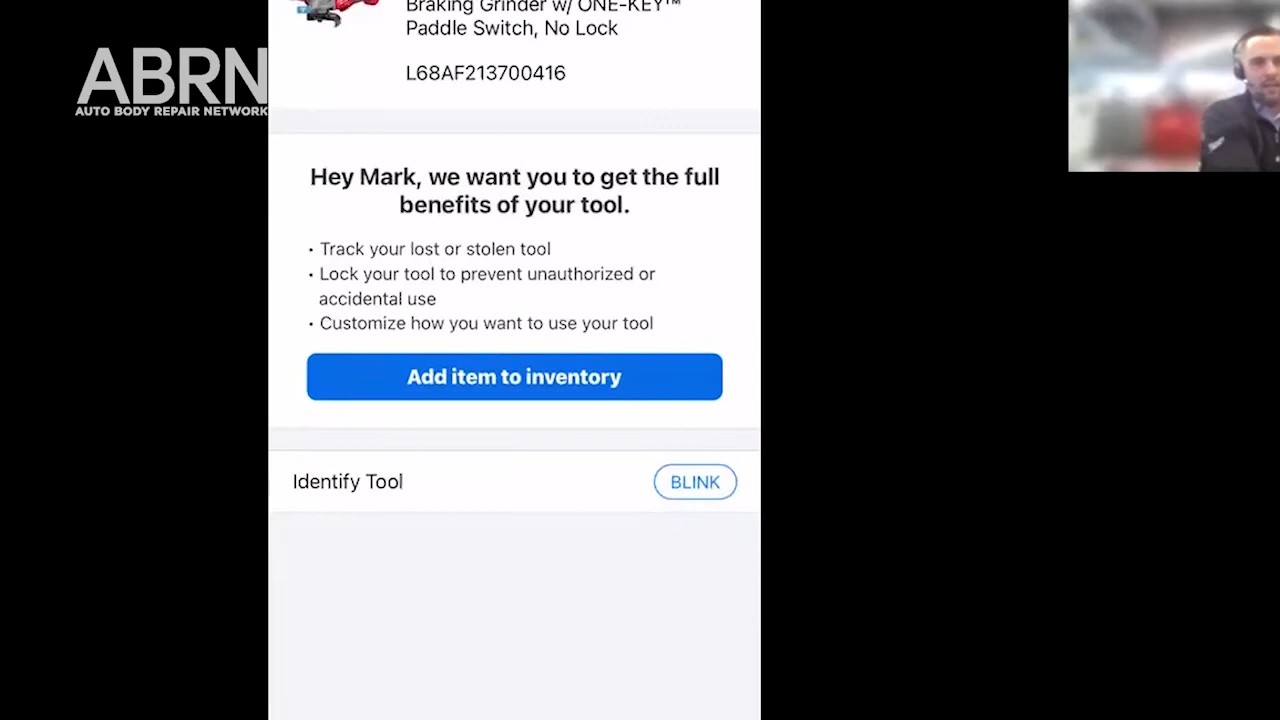 Braking Grinder w/ ONE-KEY™
Paddle Switch, No Lock
L68AF213700416
ABRN
AUTO BODY REPAIR NETWORK
Hey Mark, we want you to get the full
benefits of your tool.
• Track your lost or stolen tool
• Lock your tool to prevent unauthorized or
accidental use
• Customize how you want to use your tool
Add item to inventory
Identify Tool
BLINK